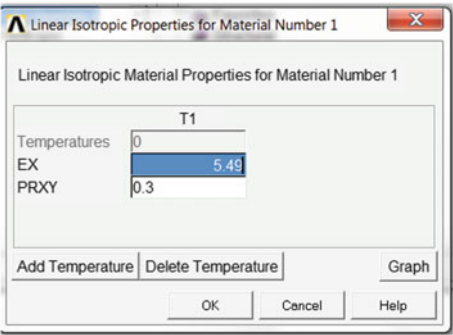 Linear Isotropic Properties for Material Number 1
Linear Isotropic Material Properties for Material Number 1
T1
Temperatures 0
EX 5.49
PRXY 0.3
Add Temperature Delete Temperature Graph
OK Cancel Help